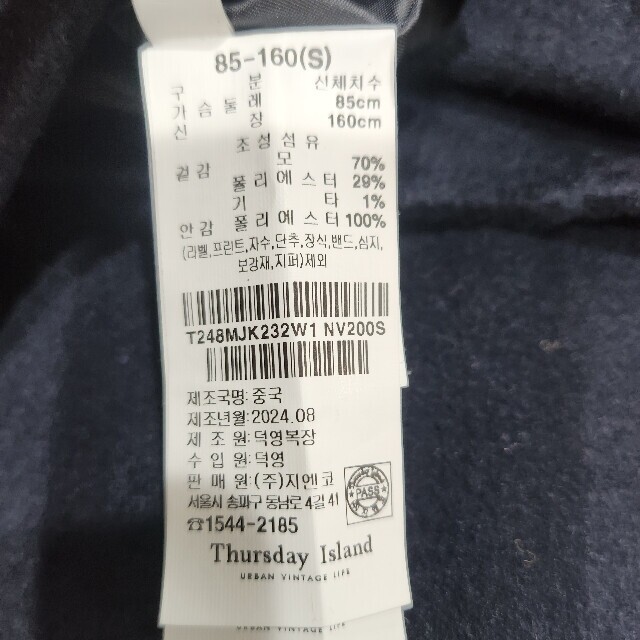 85-160(S)
구 분 신체치수
가 슴 둘 레 85cm
신 장 160cm
조 성 섬 유
겉 감 모 70%
폴 리 에 스 터 29%
기 타 1%
안 감 폴 리 에 스 터 100%
(라벨,프린트,자수,단추,장식,밴드,심지,
보강재,지퍼)제외
T248MJK232W1 NV200S
제조국명:중국
제조년월:2024.08
제 조 원:덕영복장
수 입 원:덕영
판 매 원:(주)지엔코
서울시 송파구 동남로 4길 41
☎1544-2185
PASS
Thursday Island
URBAN VINTAGE LIFE